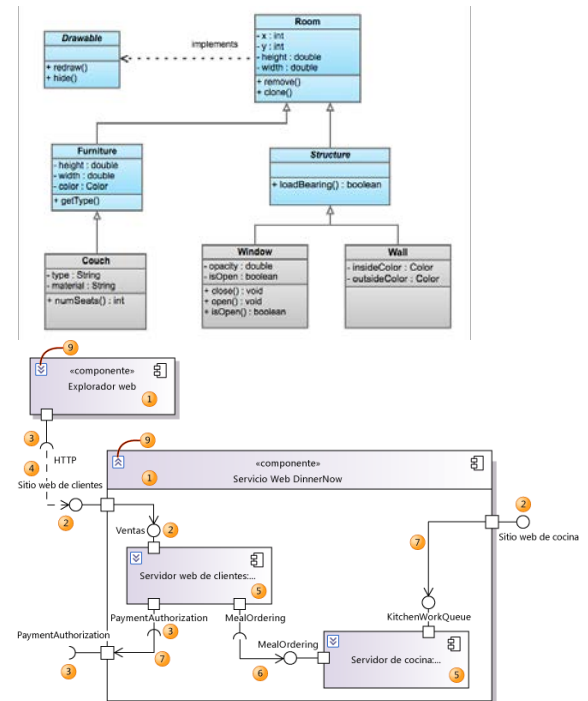 Room
- x : int
- y : int
- height : double
- width : double
+ remove()
+ clone()
Drawable
+ redraw()
+ hide()
implements
Furniture
- height : double
- width : double
- color : Color
+ getType()
Structure
+ loadBearing() : boolean
Couch
- type : String
- material : String
+ numSeats() : int
Window
- opacity : double
- isOpen : boolean
+ close() : void
+ open() : void
+ isOpen() : boolean
Wall
- insideColor : Color
- outsideColor : Color
9
«componente»
Explorador web
1
3
HTTP
4
Sitio web de clientes
2
9
«componente»
1
Servicio Web DinnerNow
2
Sitio web de cocina
Ventas
2
7
Servidor web de clientes:...
5
PaymentAuthorization
MealOrdering
KitchenWorkQueue
3
PaymentAuthorization
7
3
MealOrdering
6
Servidor de cocina:...
5